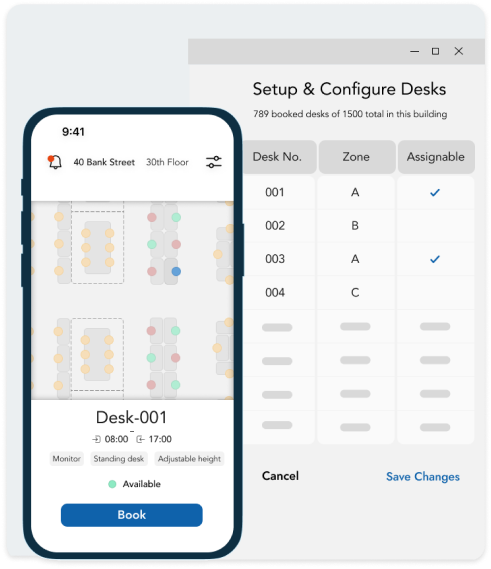 Setup & Configure Desks
789 booked desks of 1500 total in this building
Desk No. Zone Assignable
001 A
002 B
003 A
004 C
Cancel Save Changes
9:41
40 Bank Street 30th Floor
Desk-001
08:00 - 17:00
Monitor Standing desk Adjustable height
Available
Book